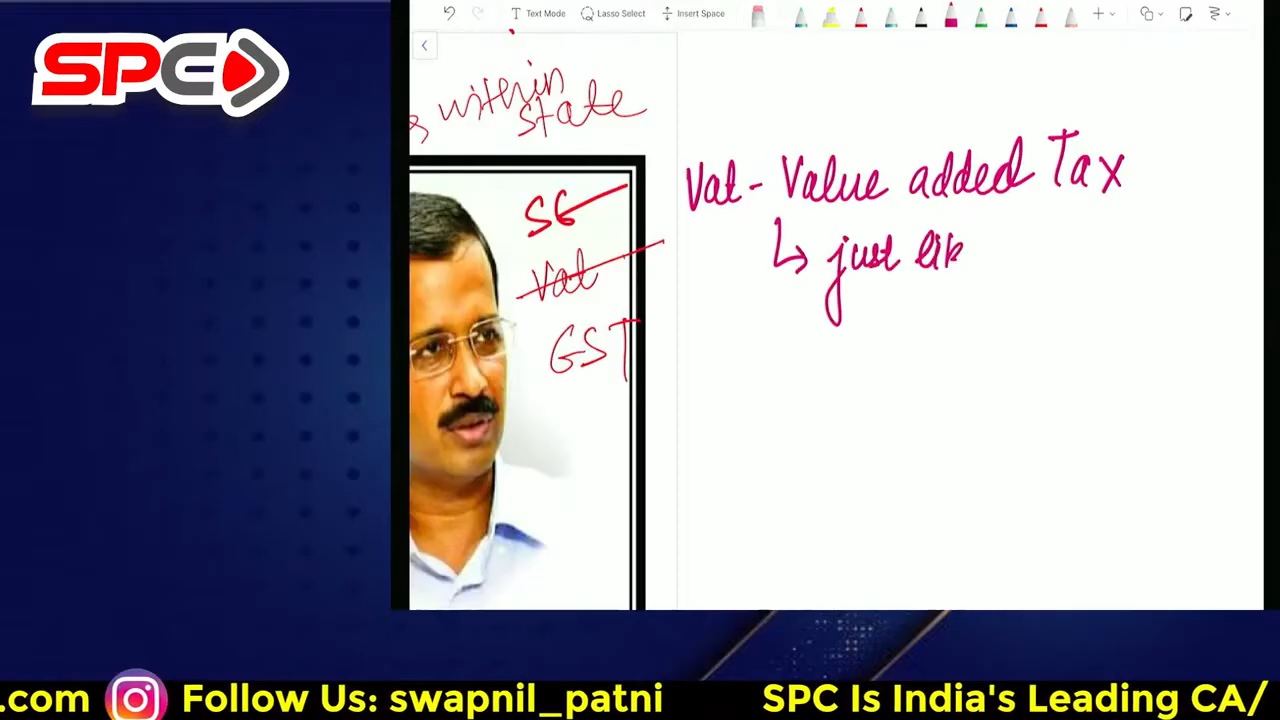 Text Mode Lasso Select Insert Space
SPC
within
state
SG
Vat
GST
Vat - Value added Tax
↳ just lik
.com Follow Us: swapnil_patni SPC Is India's Leading CA/